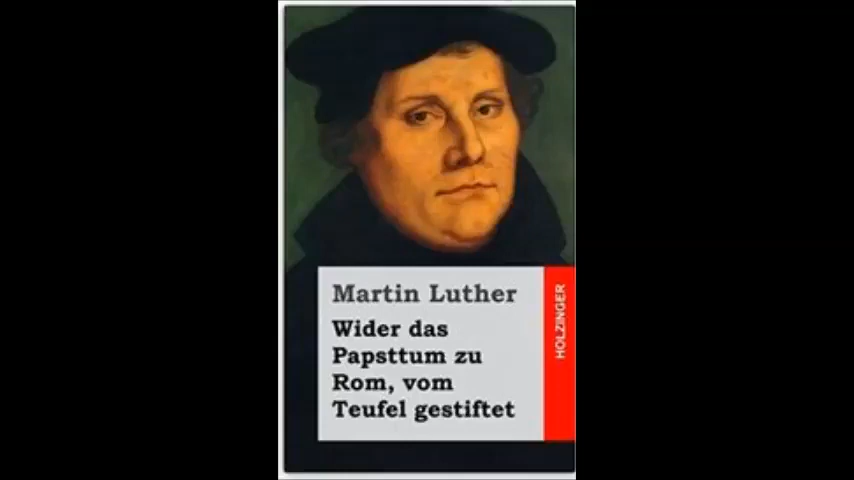 Martin Luther
Wider das
Papsttum zu
Rom, vom
Teufel gestiftet
HOLZINGER